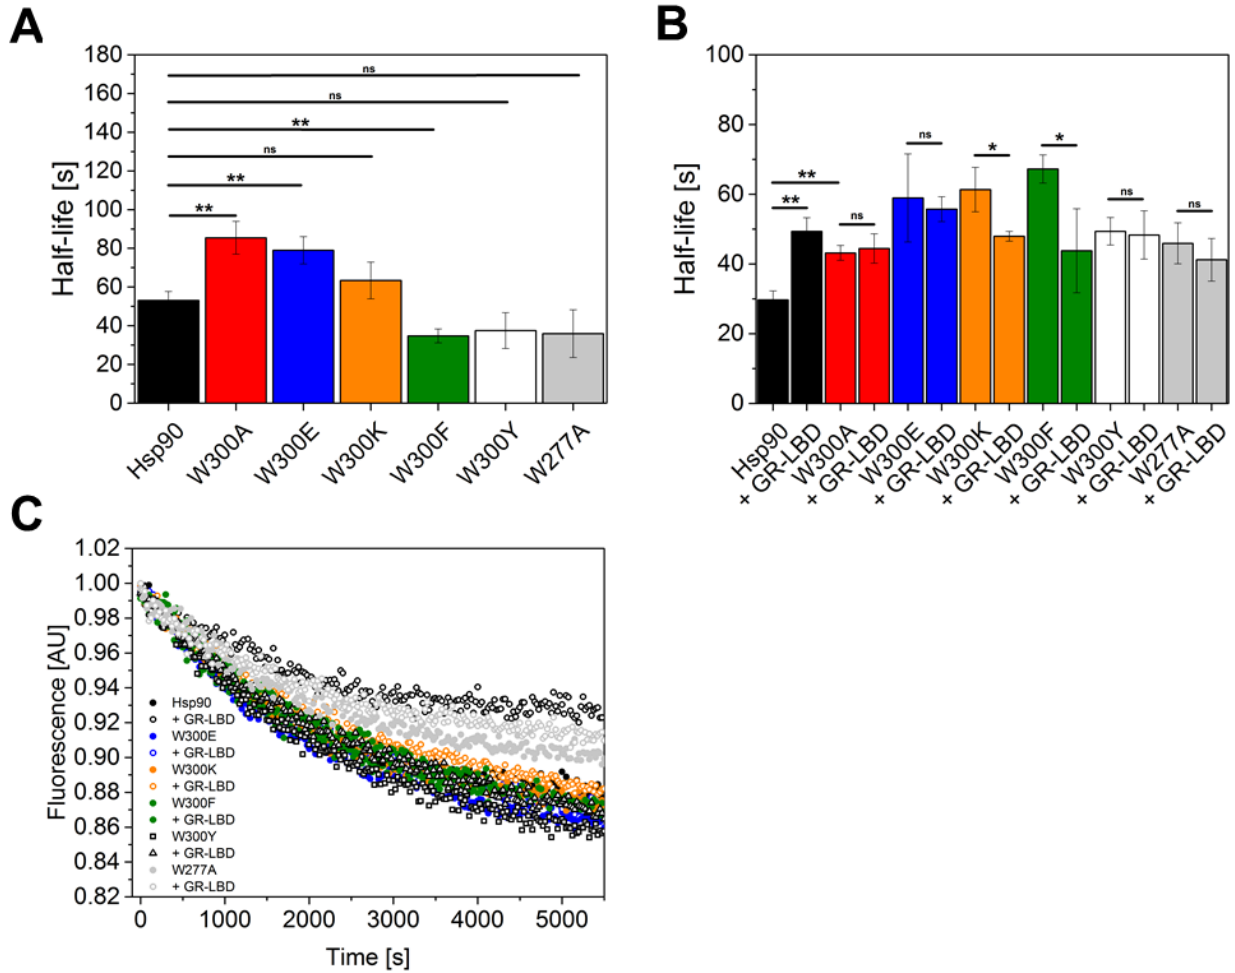 A
Half-life [s]
180
160
140
120
100
80
60
40
20
0
ns
ns
**
ns
**
**
Hsp90
W300A
W300E
W300K
W300F
W300Y
W277A
B
Half-life [s]
100
80
60
40
20
0
**
**
ns
ns
*
*
ns
ns
Hsp90
+ GR-LBD
W300A
+ GR-LBD
W300E
+ GR-LBD
W300K
+ GR-LBD
W300F
+ GR-LBD
W300Y
+ GR-LBD
W277A
+ GR-LBD
C
Fluorescence [AU]
1.02
1.00
0.98
0.96
0.94
0.92
0.90
0.88
0.86
0.84
0.82
Hsp90
+ GR-LBD
W300E
+ GR-LBD
W300K
+ GR-LBD
W300F
+ GR-LBD
W300Y
+ GR-LBD
W277A
+ GR-LBD
0 1000 2000 3000 4000 5000
Time [s]